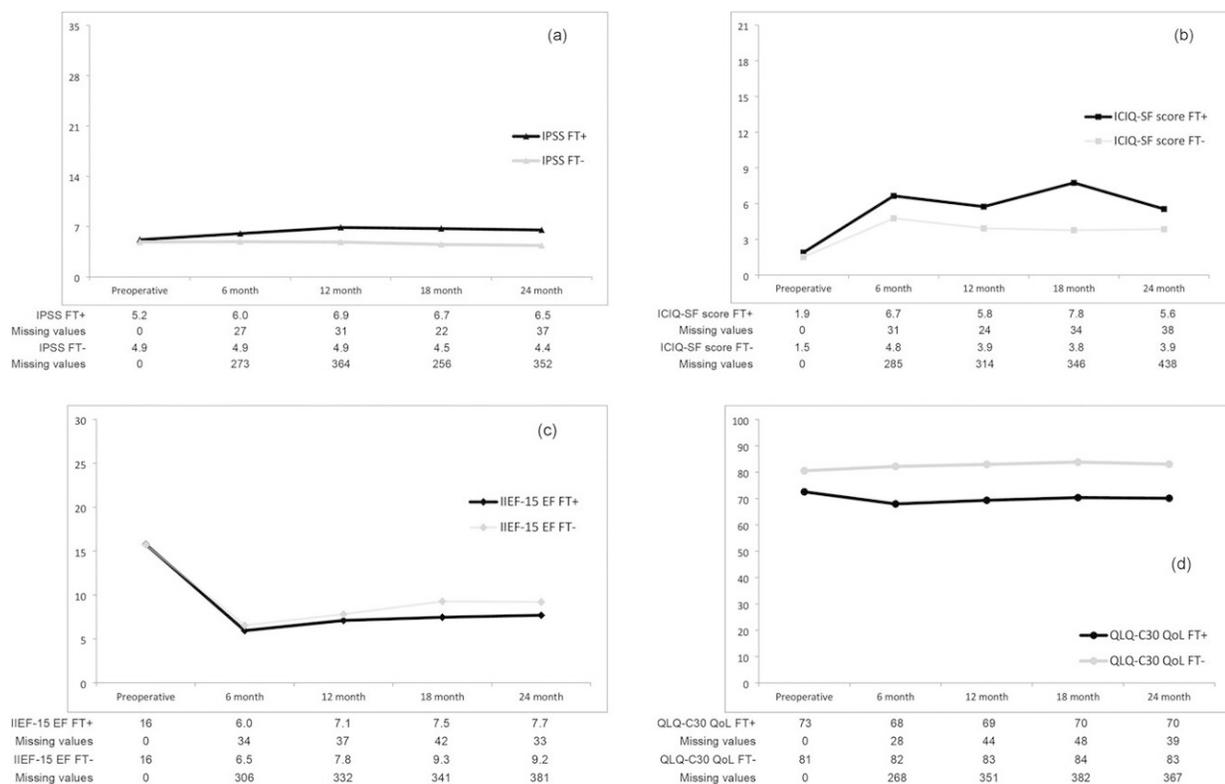 35
(a)
28
21
IPSS FT+
IPSS FT-
14
7
0
Preoperative 6 month 12 month 18 month 24 month
IPSS FT+ 5.2 6.0 6.9 6.7 6.5
Missing values 0 27 31 22 37
IPSS FT- 4.9 4.9 4.9 4.5 4.4
Missing values 0 273 364 256 352
21
(b)
18
15
ICIQ-SF score FT+
12
ICIQ-SF score FT-
9
6
3
0
Preoperative 6 month 12 month 18 month 24 month
ICIQ-SF score FT+ 1.9 6.7 5.8 7.8 5.6
Missing values 0 31 24 34 38
ICIQ-SF score FT- 1.5 4.8 3.9 3.8 3.9
Missing values 0 285 314 346 438
30
(c)
25
20
IIEF-15 EF FT+
IIEF-15 EF FT-
15
10
5
0
Preoperative 6 month 12 month 18 month 24 month
IIEF-15 EF FT+ 16 6.0 7.1 7.5 7.7
Missing values 0 34 37 42 33
IIEF-15 EF FT- 16 6.5 7.8 9.3 9.2
Missing values 0 306 332 341 381
100
90
80
70
60
50
(d)
40
30
20
QLQ-C30 QoL FT+
10
QLQ-C30 QoL FT-
0
Preoperative 6 month 12 month 18 month 24 month
QLQ-C30 QoL FT+ 73 68 69 70 70
Missing values 0 28 44 48 39
QLQ-C30 QoL FT- 81 82 83 84 83
Missing values 0 268 351 382 367